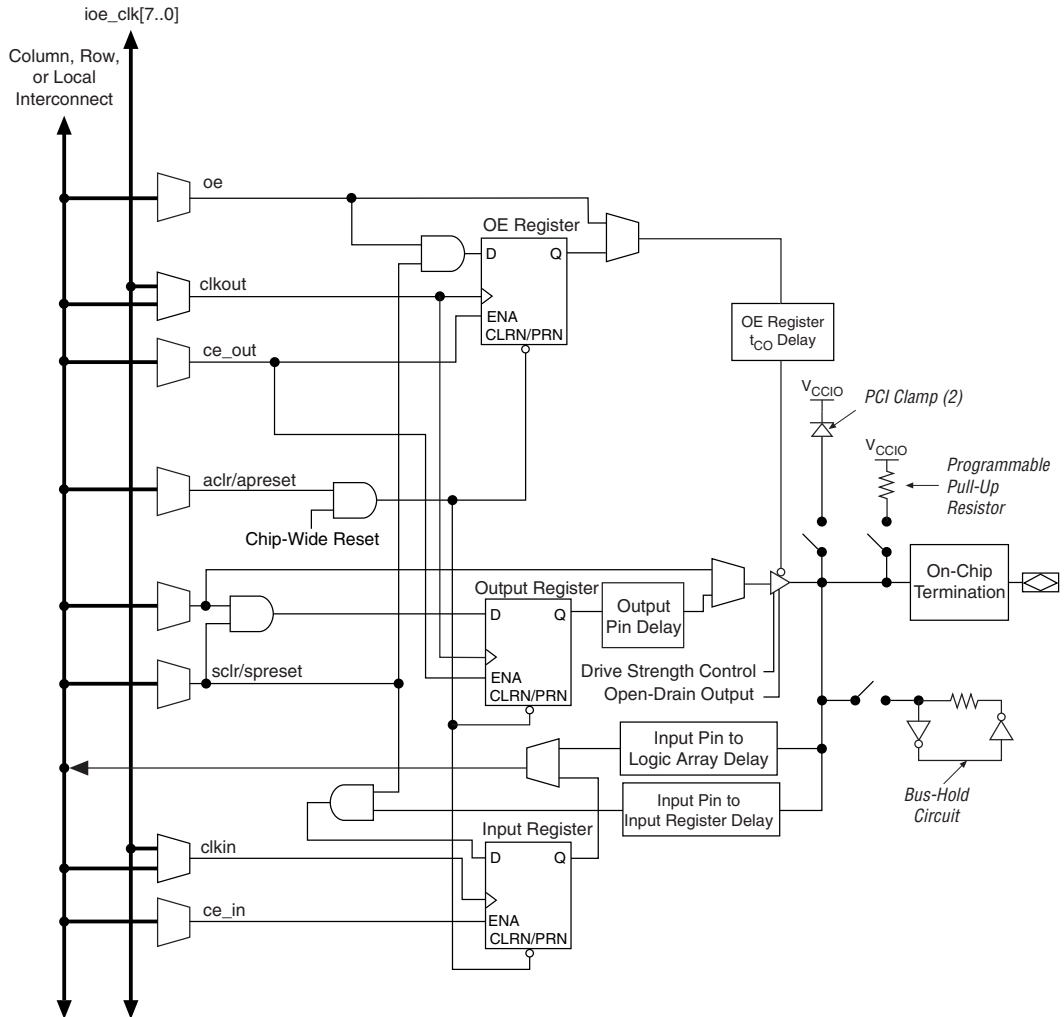 ioe_clk[7..0]
Column, Row,
or Local
Interconnect
oe
OE Register
D
Q
clkout
ENA
CLRN/PRN
OE Register
tCO Delay
ce_out
VCCIO
PCI Clamp (2)
VCCIO
Programmable
Pull-Up
Resistor
aclr/apreset
Chip-Wide Reset
Output Register
D
Q
Output
Pin Delay
On-Chip
Termination
ENA
CLRN/PRN
sclr/spreset
Drive Strength Control
Open-Drain Output
Input Pin to
Logic Array Delay
Input Pin to
Input Register Delay
Bus-Hold
Circuit
Input Register
D
Q
clkin
ENA
CLRN/PRN
ce_in